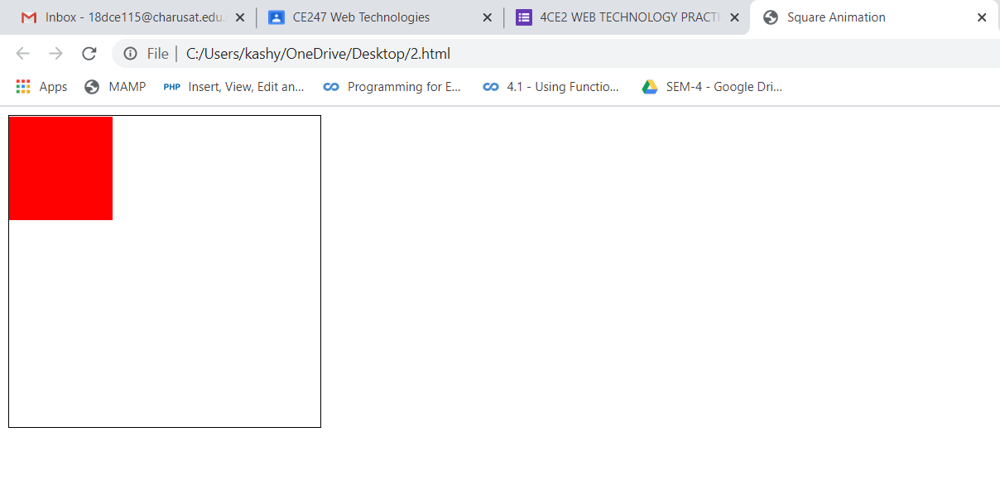 Inbox - 18dce115@charusat.edu. CE247 Web Technologies 4CE2 WEB TECHNOLOGY PRACTI Square Animation
File C:/Users/kashy/OneDrive/Desktop/2.html
Apps MAMP PHP Insert, View, Edit an... Programming for E... 4.1 - Using Functio... SEM-4 - Google Dri...